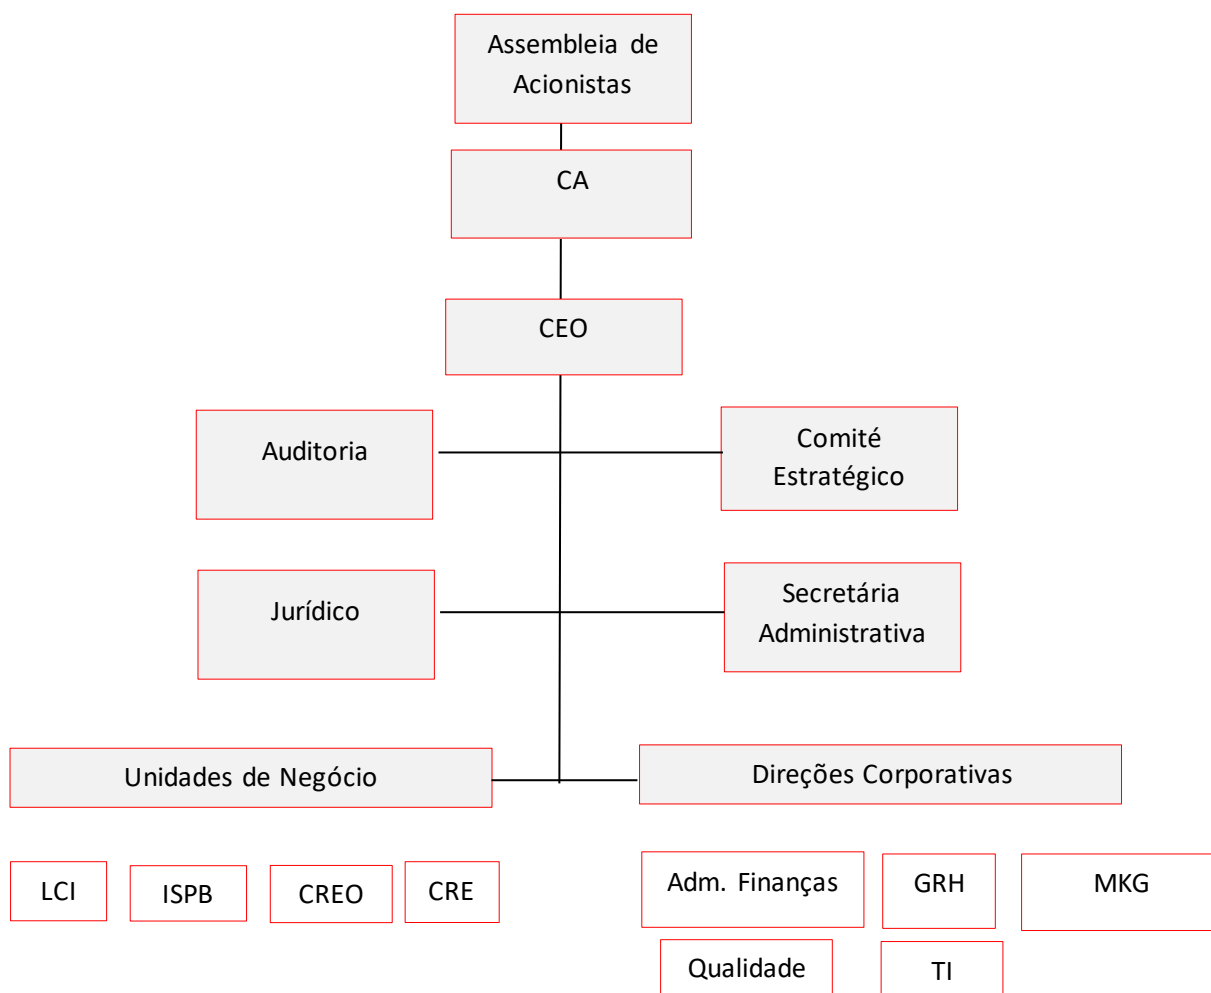 Assembleia de
Acionistas
CA
CEO
Auditoria
Comité
Estratégico
Jurídico
Secretária
Administrativa
Unidades de Negócio
Direções Corporativas
LCI
ISPB
CREO
CRE
Adm. Finanças
GRH
MKG
Qualidade
TI